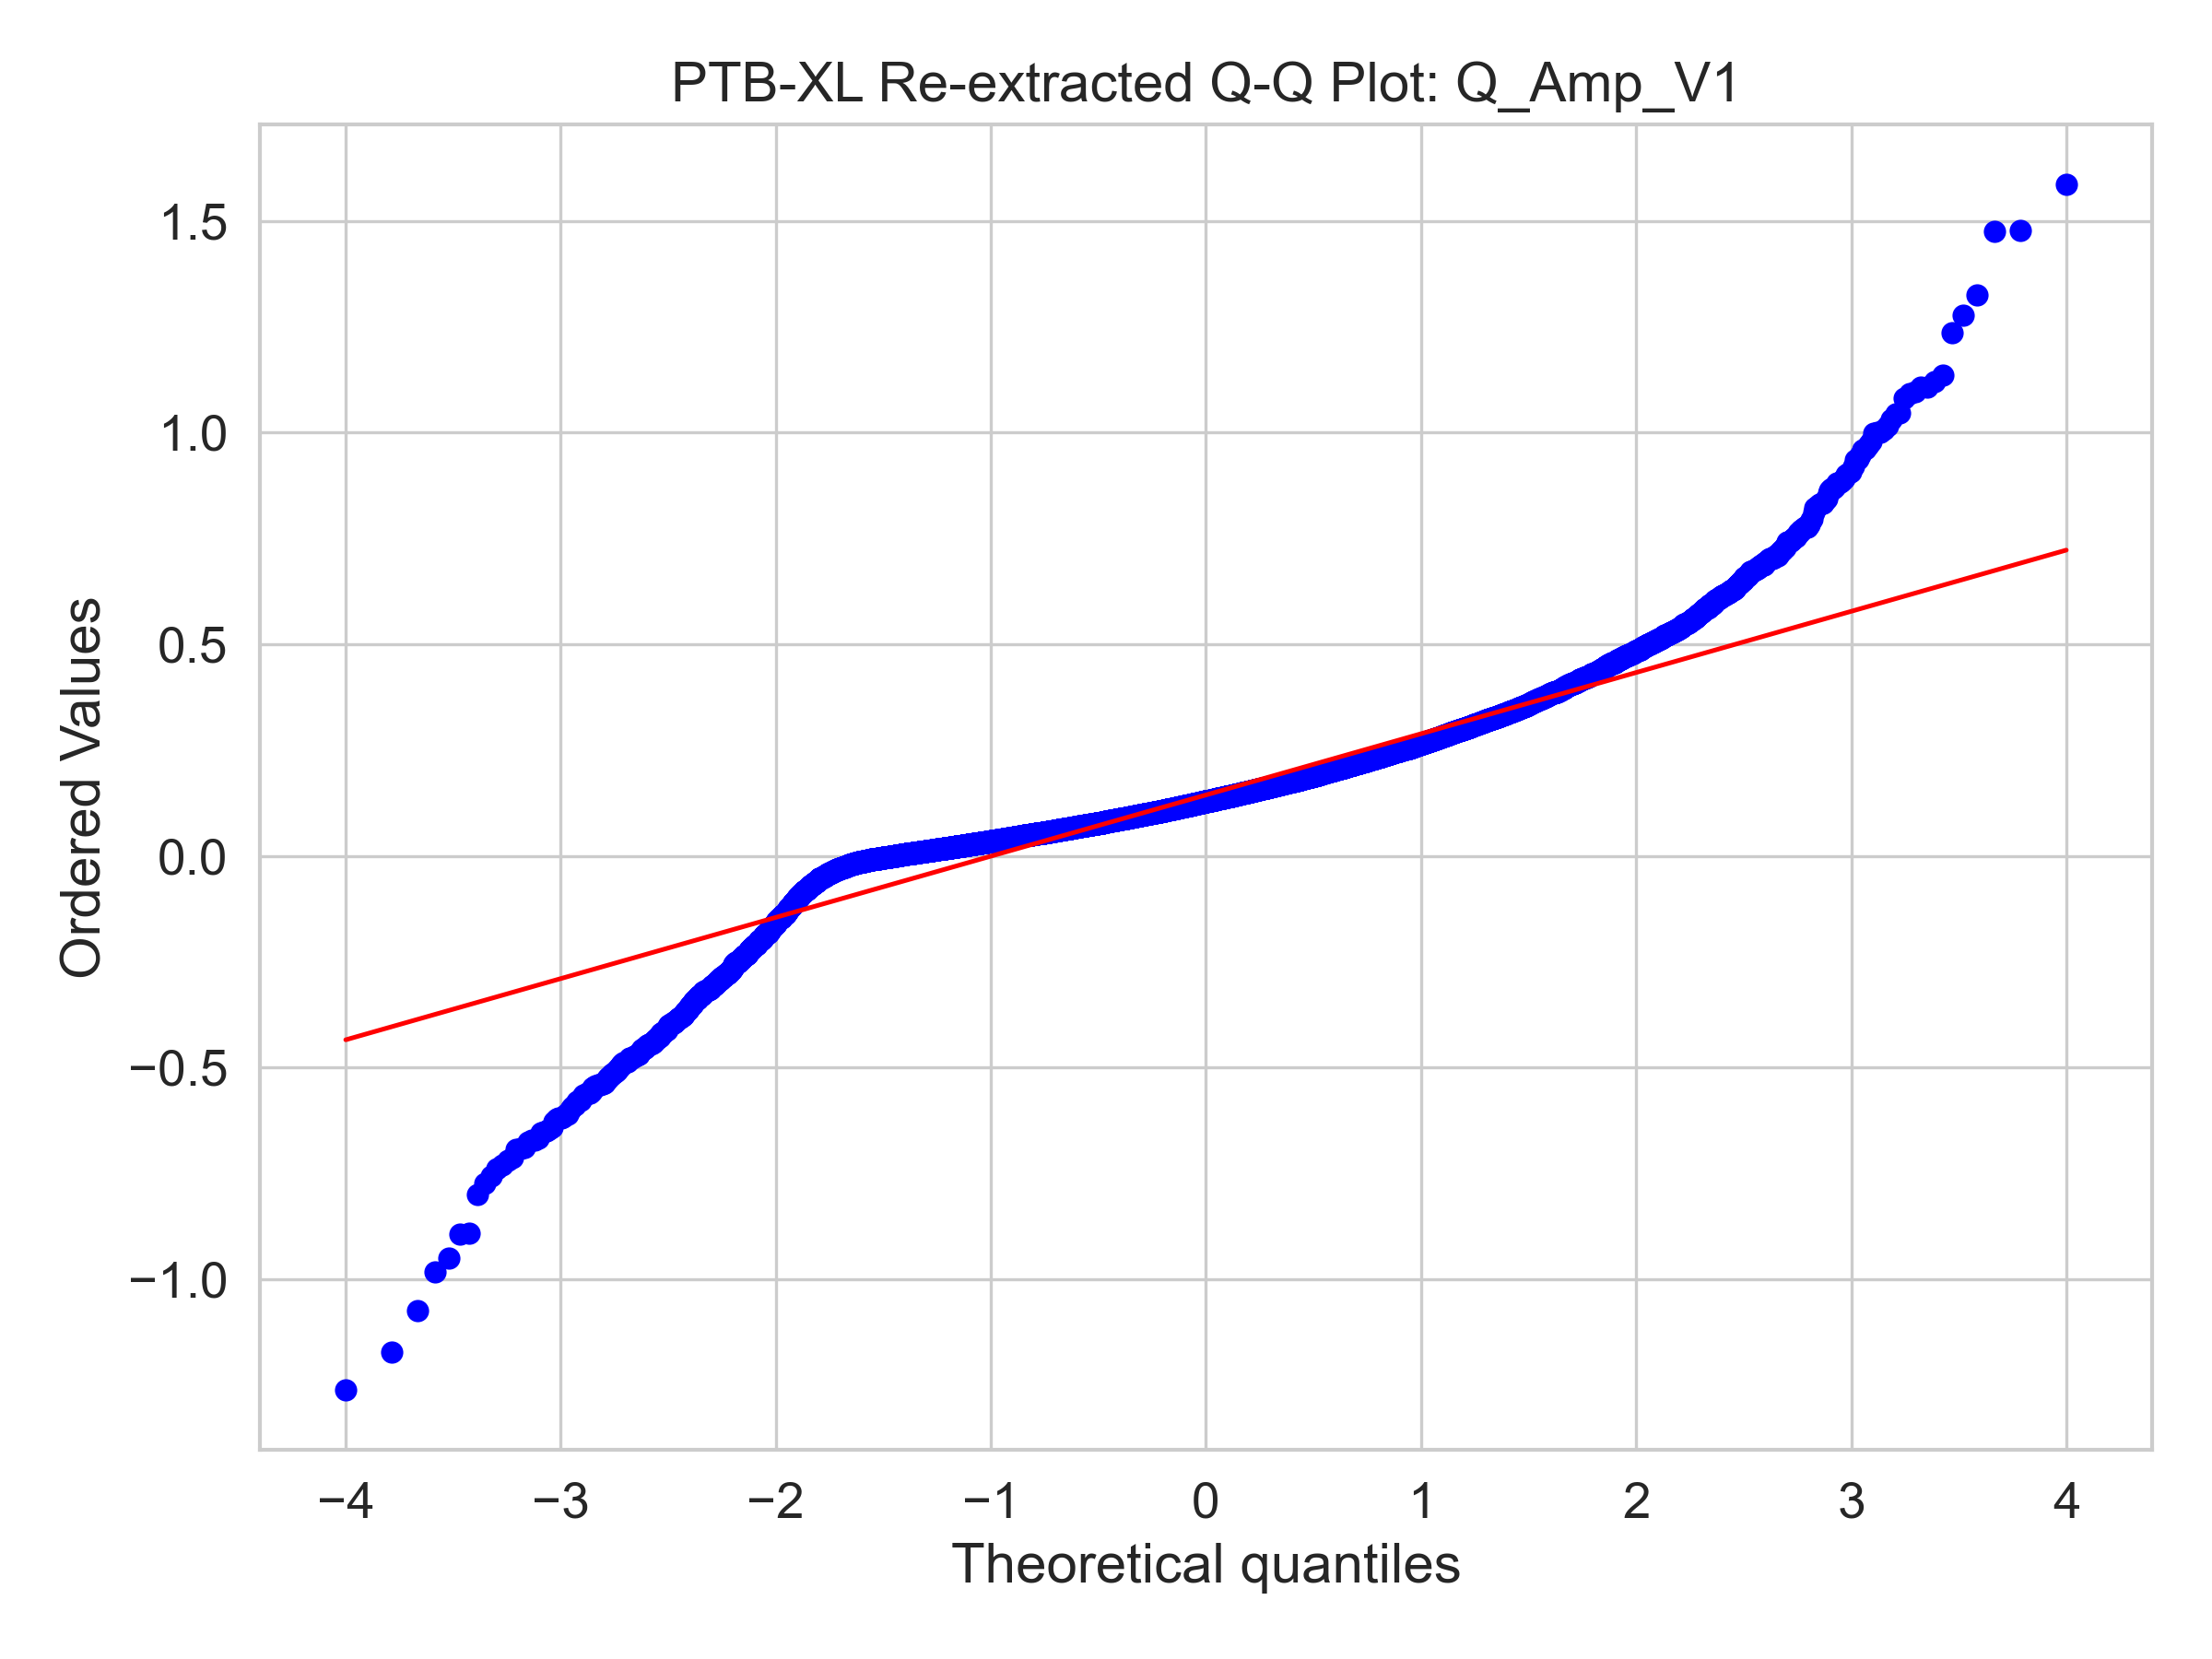 PTB-XL Re-extracted Q-Q Plot: Q_Amp_V1
1.5
1.0
0.5
0.0
−0.5
−1.0
Ordered Values
−4 −3 −2 −1 0 1 2 3 4
Theoretical quantiles